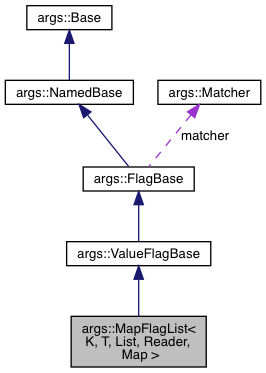 args::Base
args::NamedBase
args::Matcher
matcher
args::FlagBase
args::ValueFlagBase
args::MapFlagList<
K, T, List, Reader,
Map >